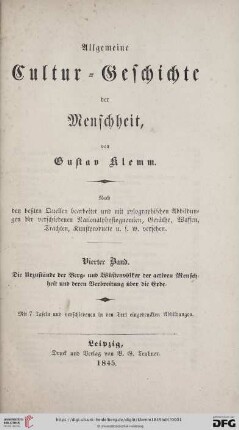 Allgemeine
Cultur-Geschichte
der
Menschheit,
von
Gustav Klemm.
Nach
den besten Quellen bearbeitet und mit xylographischen Abbildun-
gen der verschiedenen Nationalphysiognomien, Geräthe, Waffen,
Trachten, Kunstproducte u. s. w. versehen.
Vierter Band.
Die Urzustände der Berg- und Wüstenvölker der activen Mensch-
heit und deren Verbreitung über die Erde.
Mit 7 Tafeln und verschiedenen in den Text eingedruckten Abbildungen.
Leipzig,
Druck und Verlag von B. G. Teubner.
1845.